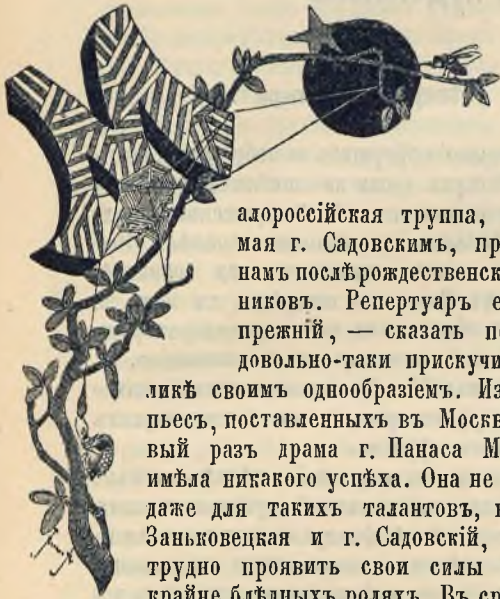 М
алороссійская труппа,
мая г. Садовскимъ, пр
намъ послѣрождественск
никовъ. Репертуаръ е
прежній, — сказать п
довольно-таки прискучи
ликѣ своимъ однообразіемъ. Из
пьесъ, поставленныхъ въ Москв
вый разъ драма г. Панаса М
имѣла никакого успѣха. Она не
даже для такихъ талантовъ, к
Заньковецкая и г. Садовскій,
трудно проявить свои силы
крайне блѣдныхъ роляхъ. Въ ср